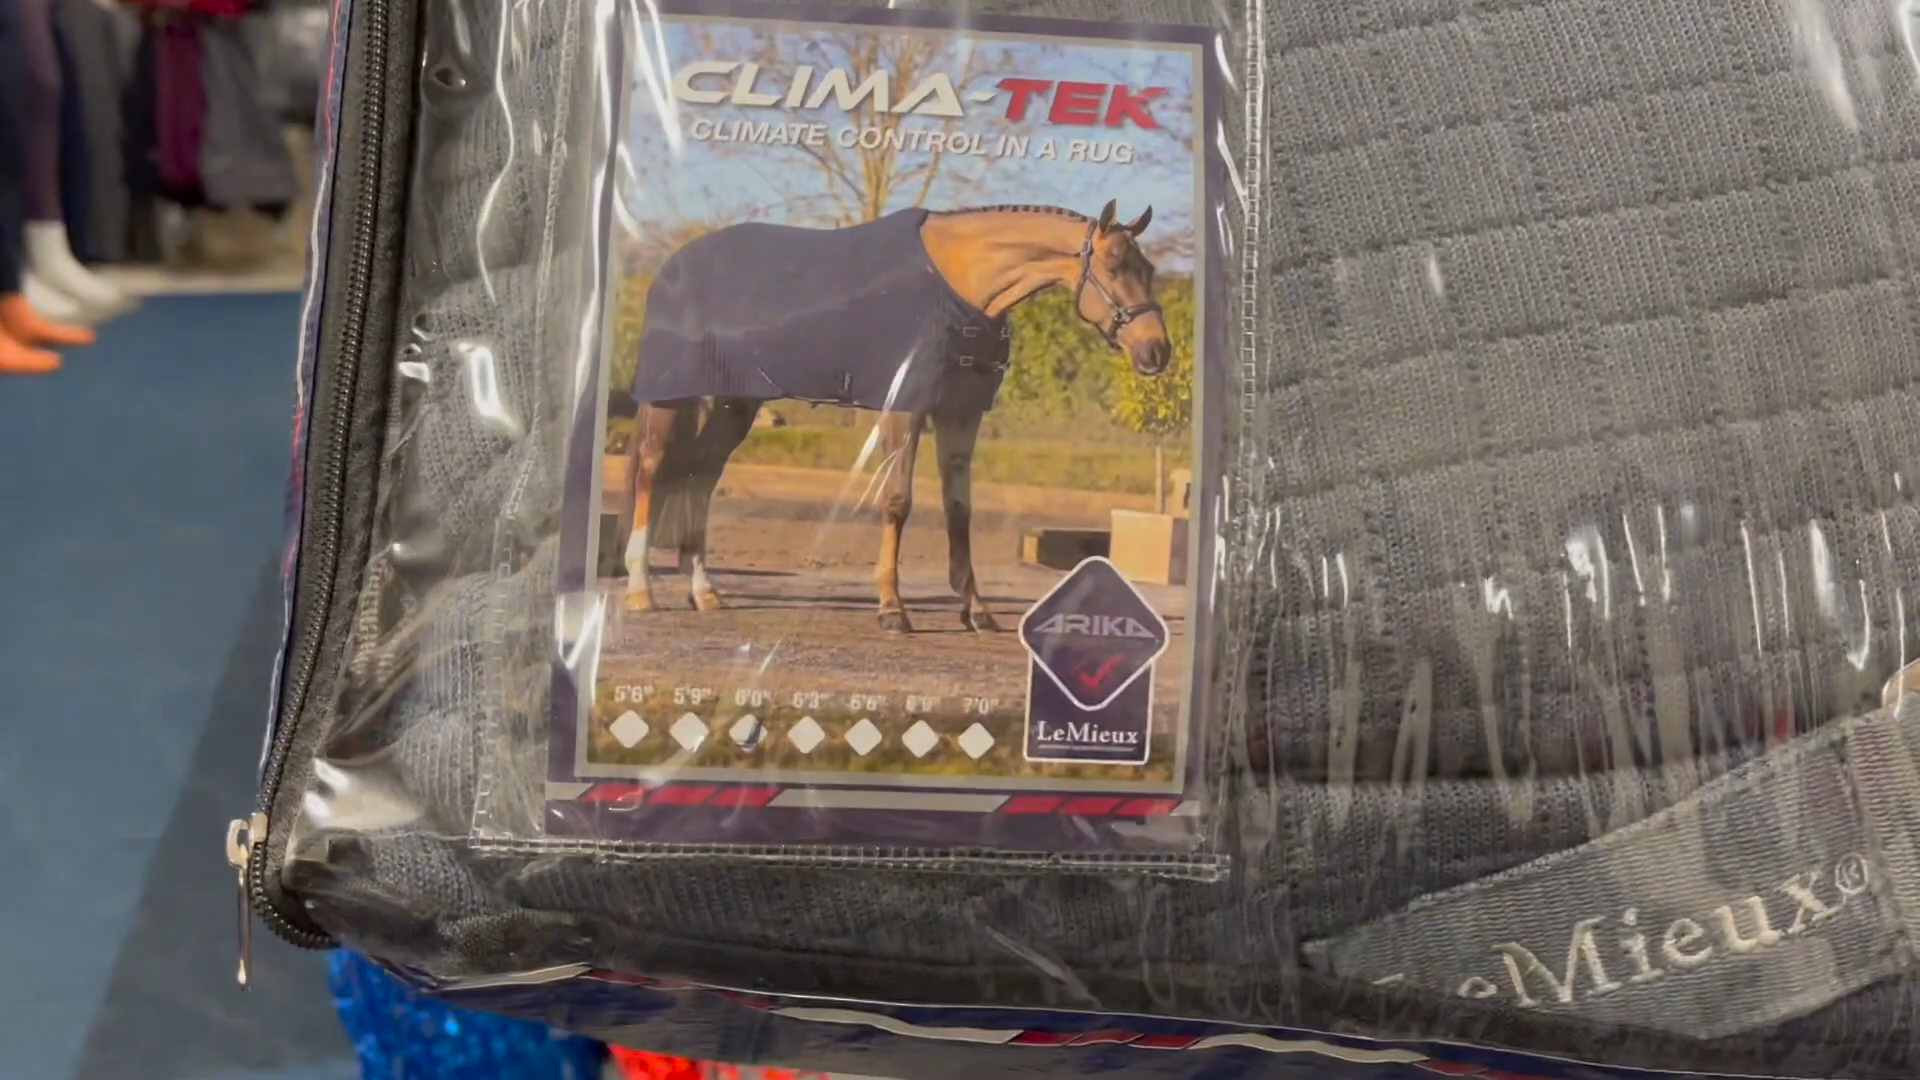 CLIMA-TEK
CLIMATE CONTROL IN A RUG
ARIKA
5'6" 5'9" 6'0" 6'3" 6'6" 6'9" 7'0"
LeMieux
LeMieux®